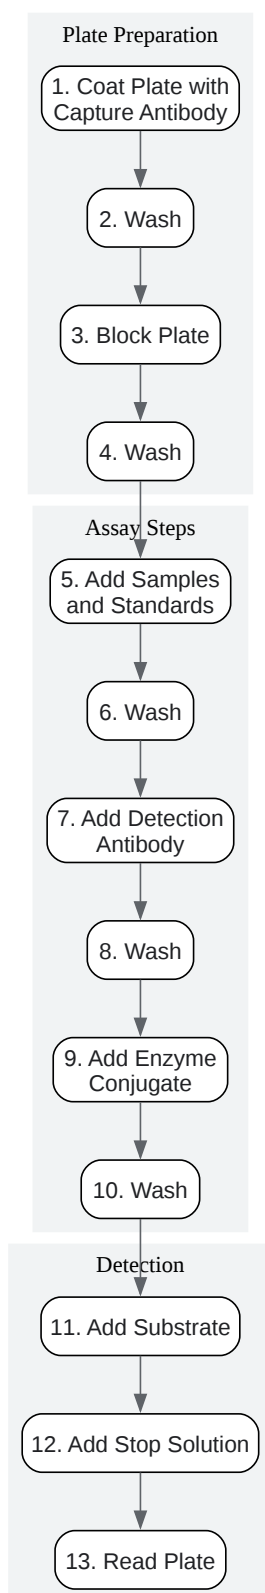 Plate Preparation
1. Coat Plate with
Capture Antibody
2. Wash
3. Block Plate
4. Wash
Assay Steps
5. Add Samples
and Standards
6. Wash
7. Add Detection
Antibody
8. Wash
9. Add Enzyme
Conjugate
10. Wash
Detection
11. Add Substrate
12. Add Stop Solution
13. Read Plate